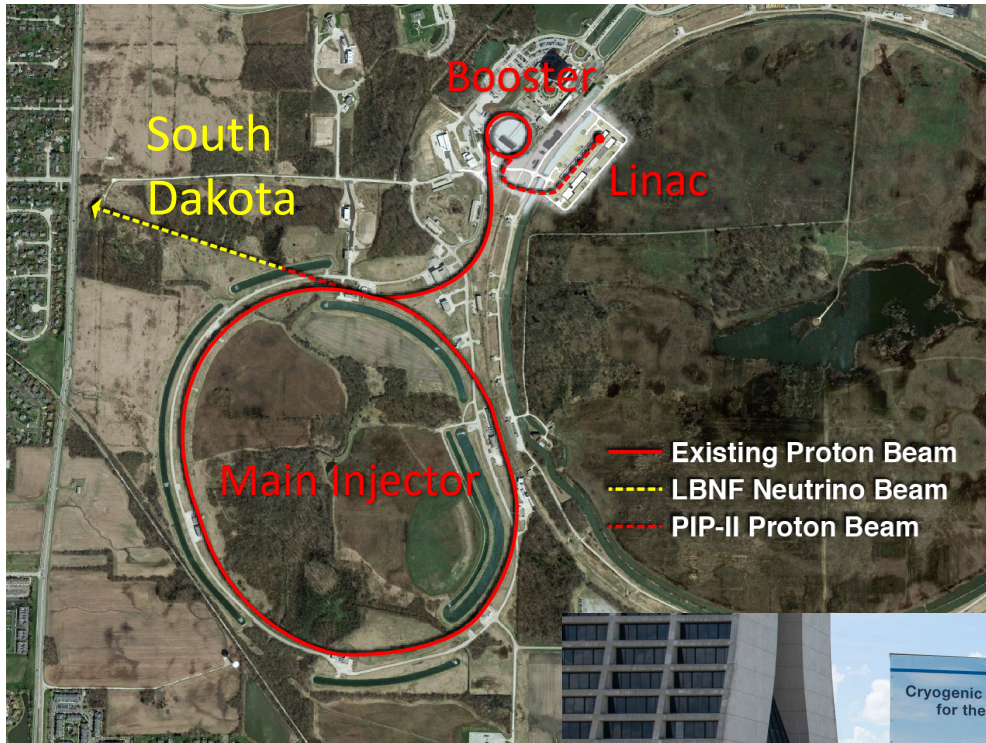 Booster
South
Dakota
Linac
Main Injector
Existing Proton Beam
LBNF Neutrino Beam
PIP-II Proton Beam
Cryogenic
for the